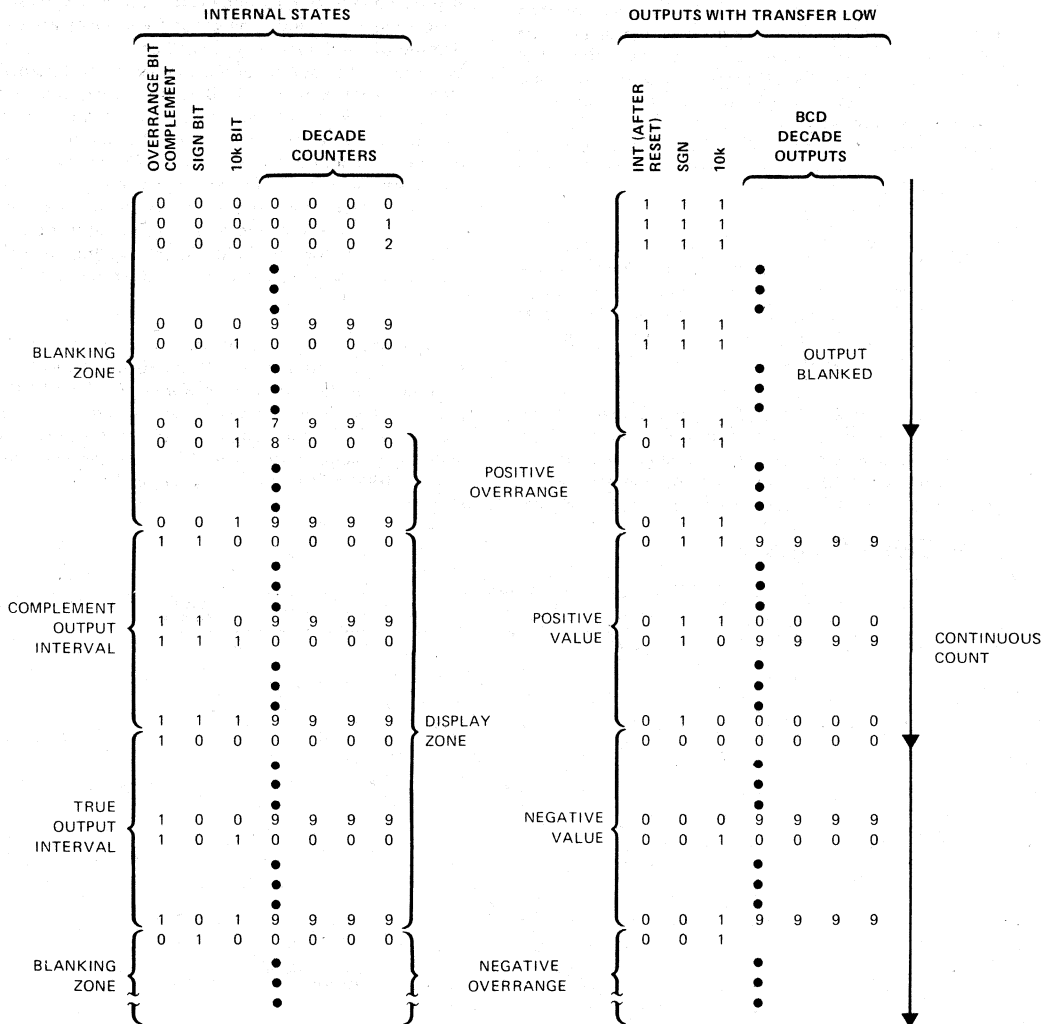 INTERNAL STATES OUTPUTS WITH TRANSFER LOW
OVERRANGE BIT COMPLEMENT
SIGN BIT
10k BIT
DECADE COUNTERS
INT (AFTER RESET)
SGN
10k
BCD DECADE OUTPUTS
0 0 0 0 0 0 0 1 1 1
0 0 0 0 0 0 1 1 1 1
0 0 0 0 0 0 2 1 1 1
0 0 0 9 9 9 9 1 1 1
0 0 1 0 0 0 0 1 1 1
BLANKING ZONE
OUTPUT BLANKED
0 0 1 7 9 9 9 1 1 1
0 0 1 8 0 0 0 0 1 1
POSITIVE OVERRANGE
0 0 1 9 9 9 9 0 1 1
1 1 0 0 0 0 0 0 1 1 9 9 9 9
COMPLEMENT OUTPUT INTERVAL
1 1 0 9 9 9 9 0 1 1 0 0 0 0
1 1 1 0 0 0 0 0 1 0 9 9 9 9
POSITIVE VALUE
CONTINUOUS COUNT
1 1 1 9 9 9 9 0 1 0 0 0 0 0
1 0 0 0 0 0 0 0 0 0 0 0 0 0
DISPLAY ZONE
TRUE OUTPUT INTERVAL
1 0 0 9 9 9 9 0 0 0 9 9 9 9
1 0 1 0 0 0 0 0 0 1 0 0 0 0
NEGATIVE VALUE
1 0 1 9 9 9 9 0 0 1 9 9 9 9
0 1 0 0 0 0 0 0 0 1
BLANKING ZONE
NEGATIVE OVERRANGE